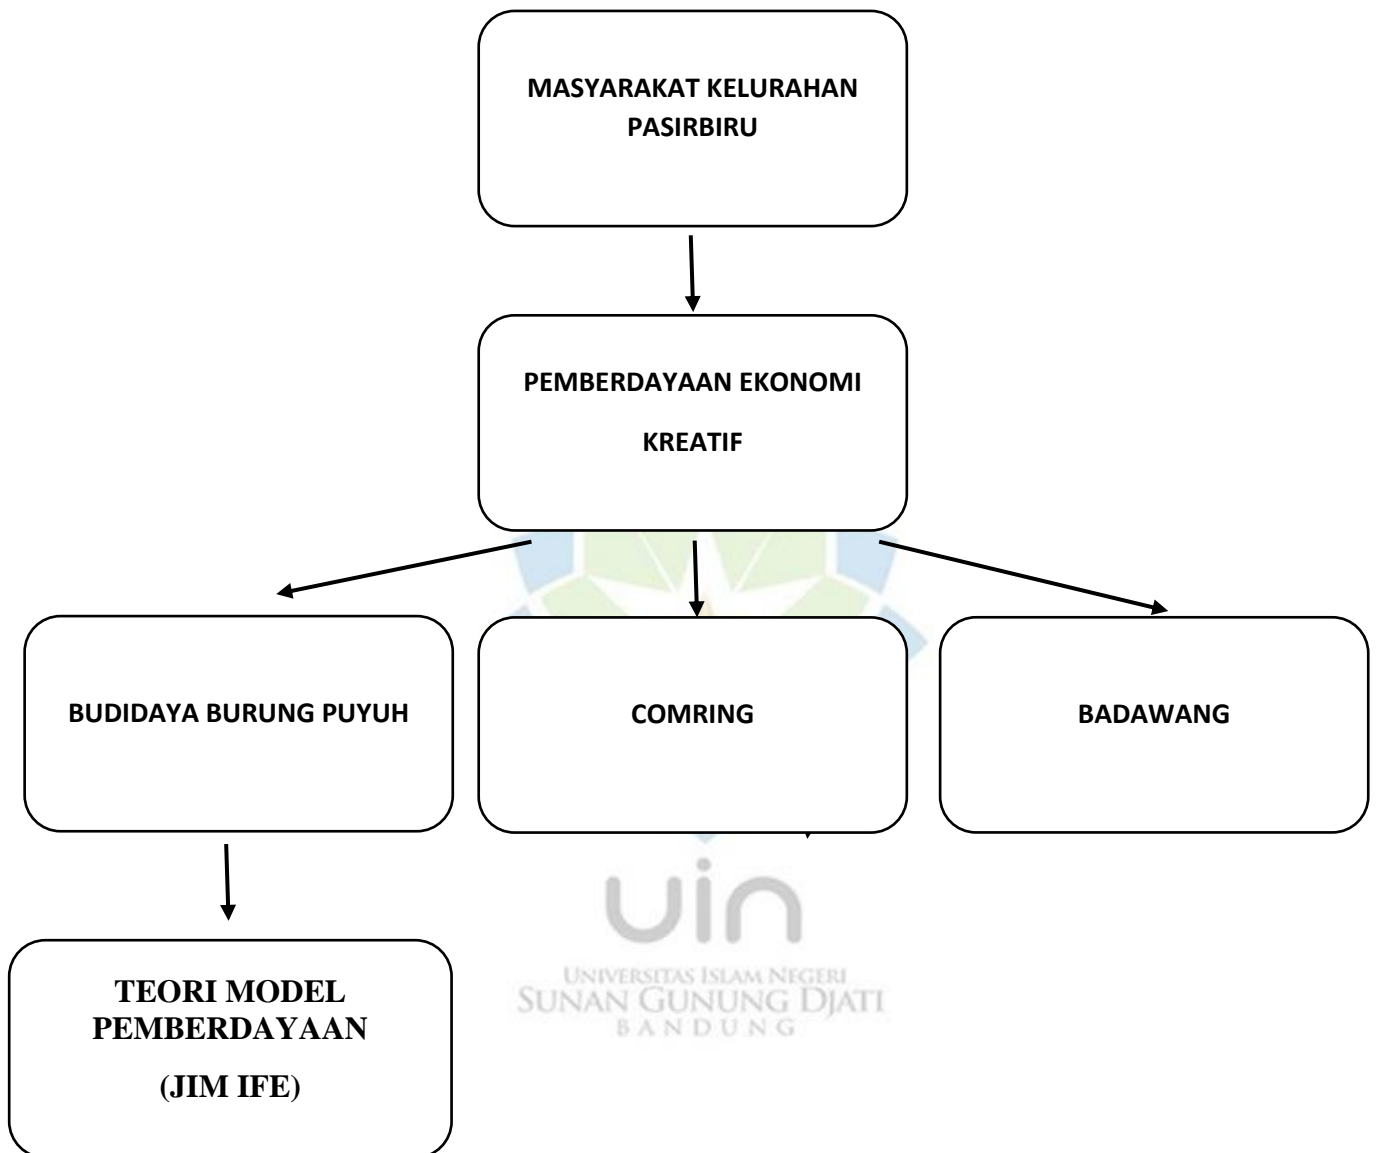 MASYARAKAT KELURAHAN
PASIRBIRU
PEMBERDAYAAN EKONOMI
KREATIF
BUDIDAYA BURUNG PUYUH
COMRING
BADAWANG
TEORI MODEL
PEMBERDAYAAN
(JIM IFE)
uin
UNIVERSITAS ISLAM NEGERI
SUNAN GUNUNG DJATI
BANDUNG